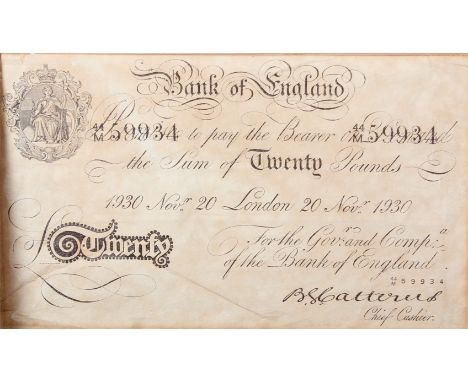 Bank of England
44/M 59934 to pay the Bearer on 44/M 59934
the Sum of Twenty Pounds
1930 Novr. 20 London 20 Novr. 1930
Twenty
For the Govr. and Compa.
of the Bank of England.
44/M 59934
B G Catterns
Chief Cashier.